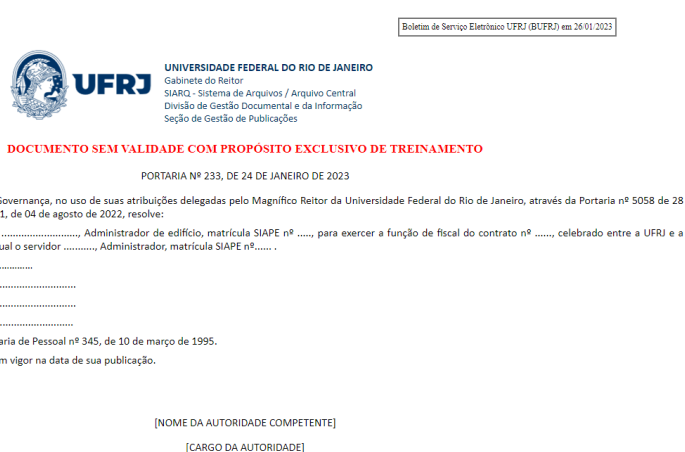 Boletim de Serviço Eletrônico UFRJ (BUFRJ) em 26/01/2023
UFRJ
UNIVERSIDADE FEDERAL DO RIO DE JANEIRO
Gabinete do Reitor
SIARQ - Sistema de Arquivos / Arquivo Central
Divisão de Gestão Documental e da Informação
Seção de Gestão de Publicações
DOCUMENTO SEM VALIDADE COM PROPÓSITO EXCLUSIVO DE TREINAMENTO
PORTARIA Nº 233, DE 24 DE JANEIRO DE 2023
Governança, no uso de suas atribuições delegadas pelo Magnífico Reitor da Universidade Federal do Rio de Janeiro, através da Portaria nº 5058 de 28
1, de 04 de agosto de 2022, resolve:
..........................., Administrador de edifício, matrícula SIAPE nº ....., para exercer a função de fiscal do contrato nº ......, celebrado entre a UFRJ e a
ual o servidor ..........., Administrador, matrícula SIAPE nº...... .
............
...........................
...........................
..........................
aria de Pessoal nº 345, de 10 de março de 1995.
m vigor na data de sua publicação.
[NOME DA AUTORIDADE COMPETENTE]
[CARGO DA AUTORIDADE]